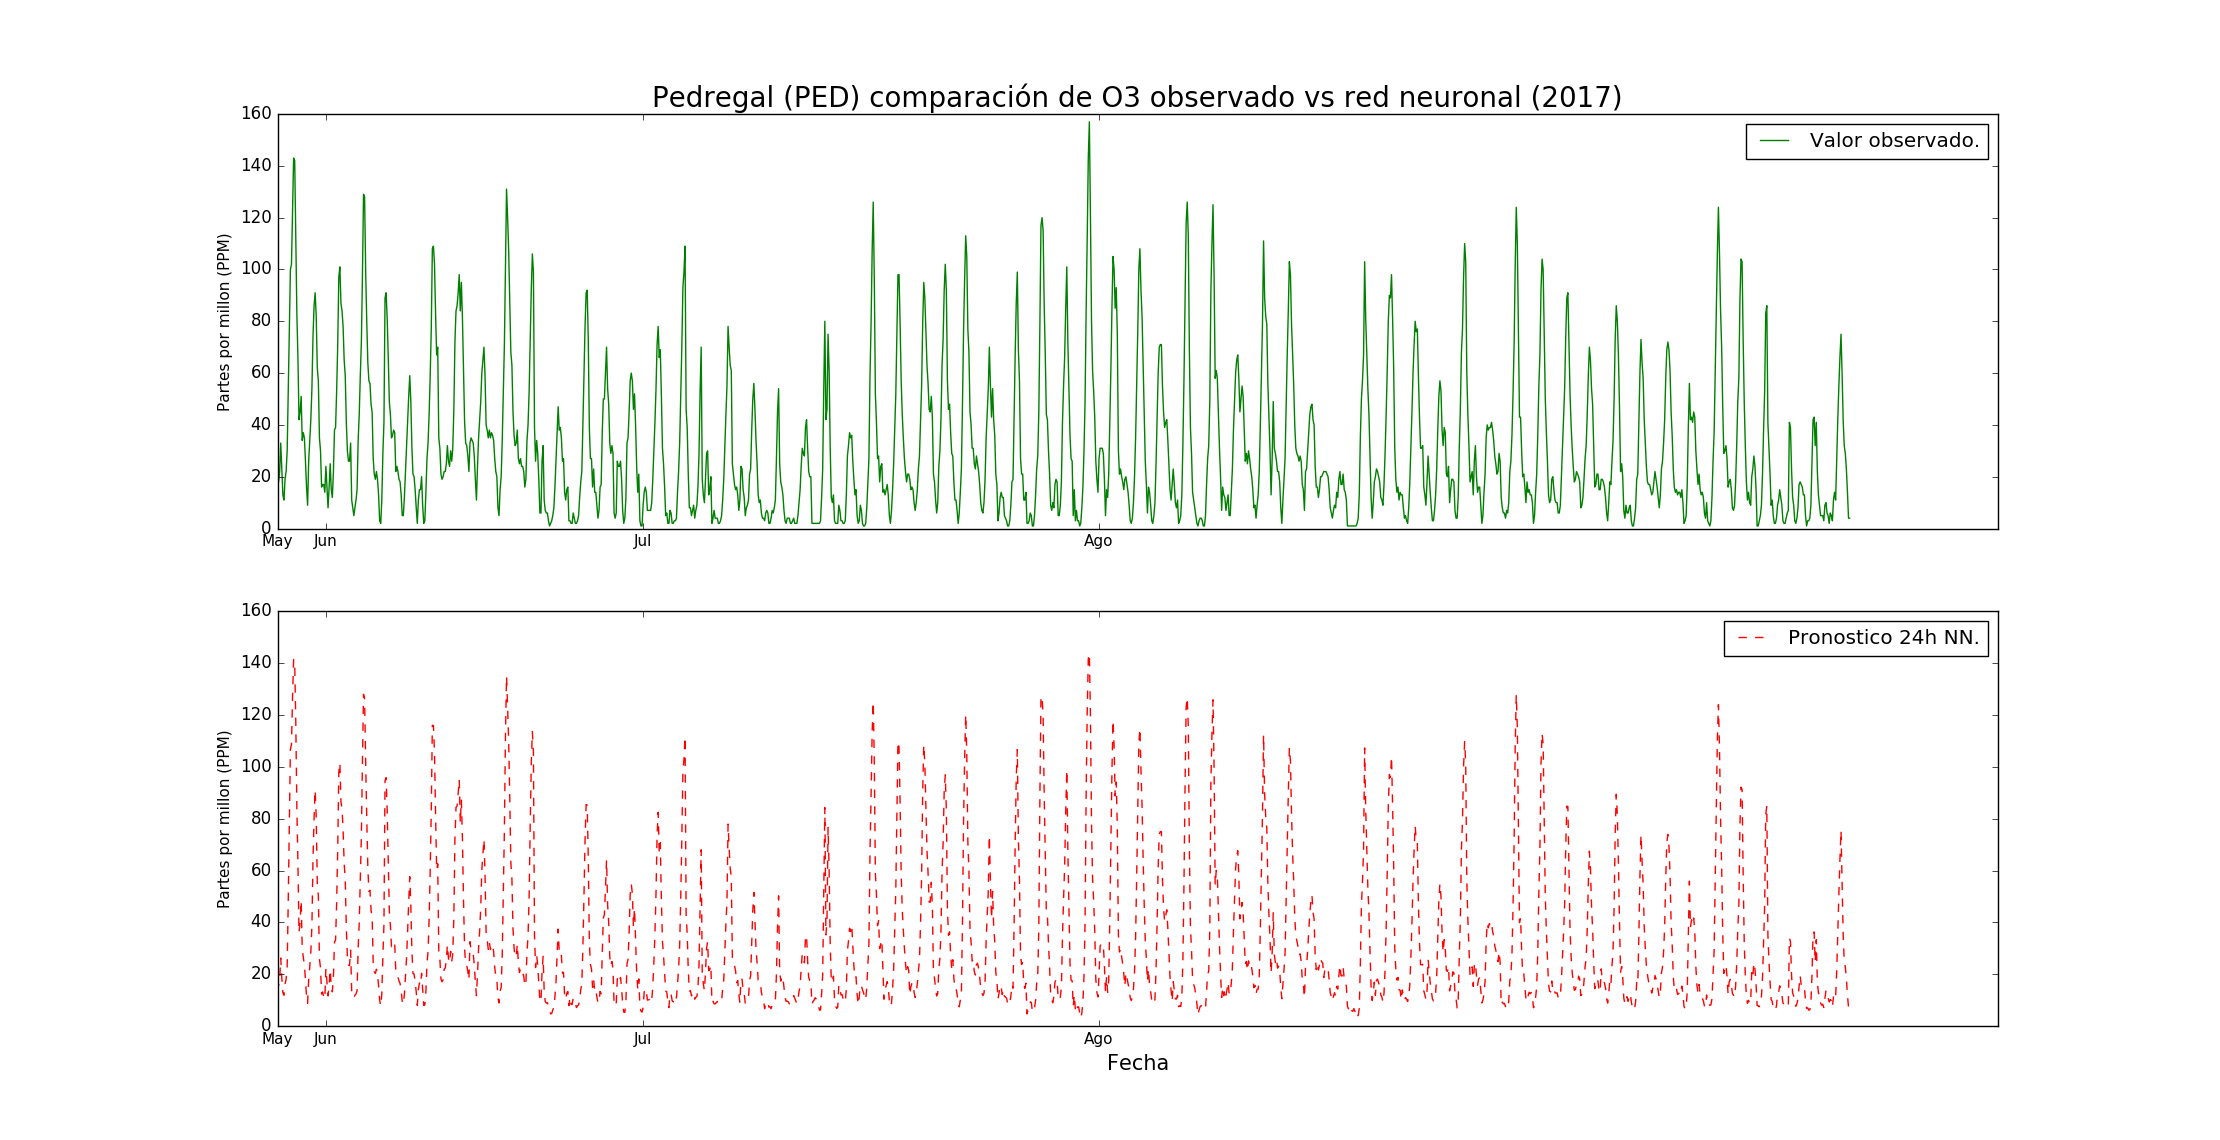 Pedregal (PED) comparación de O3 observado vs red neuronal (2017)
160
140
120
100
80
60
40
20
0
Partes por millon (PPM)
Valor observado.
May Jun Jul Ago
160
140
120
100
80
60
40
20
0
Partes por millon (PPM)
Pronostico 24h NN.
May Jun Jul Ago
Fecha